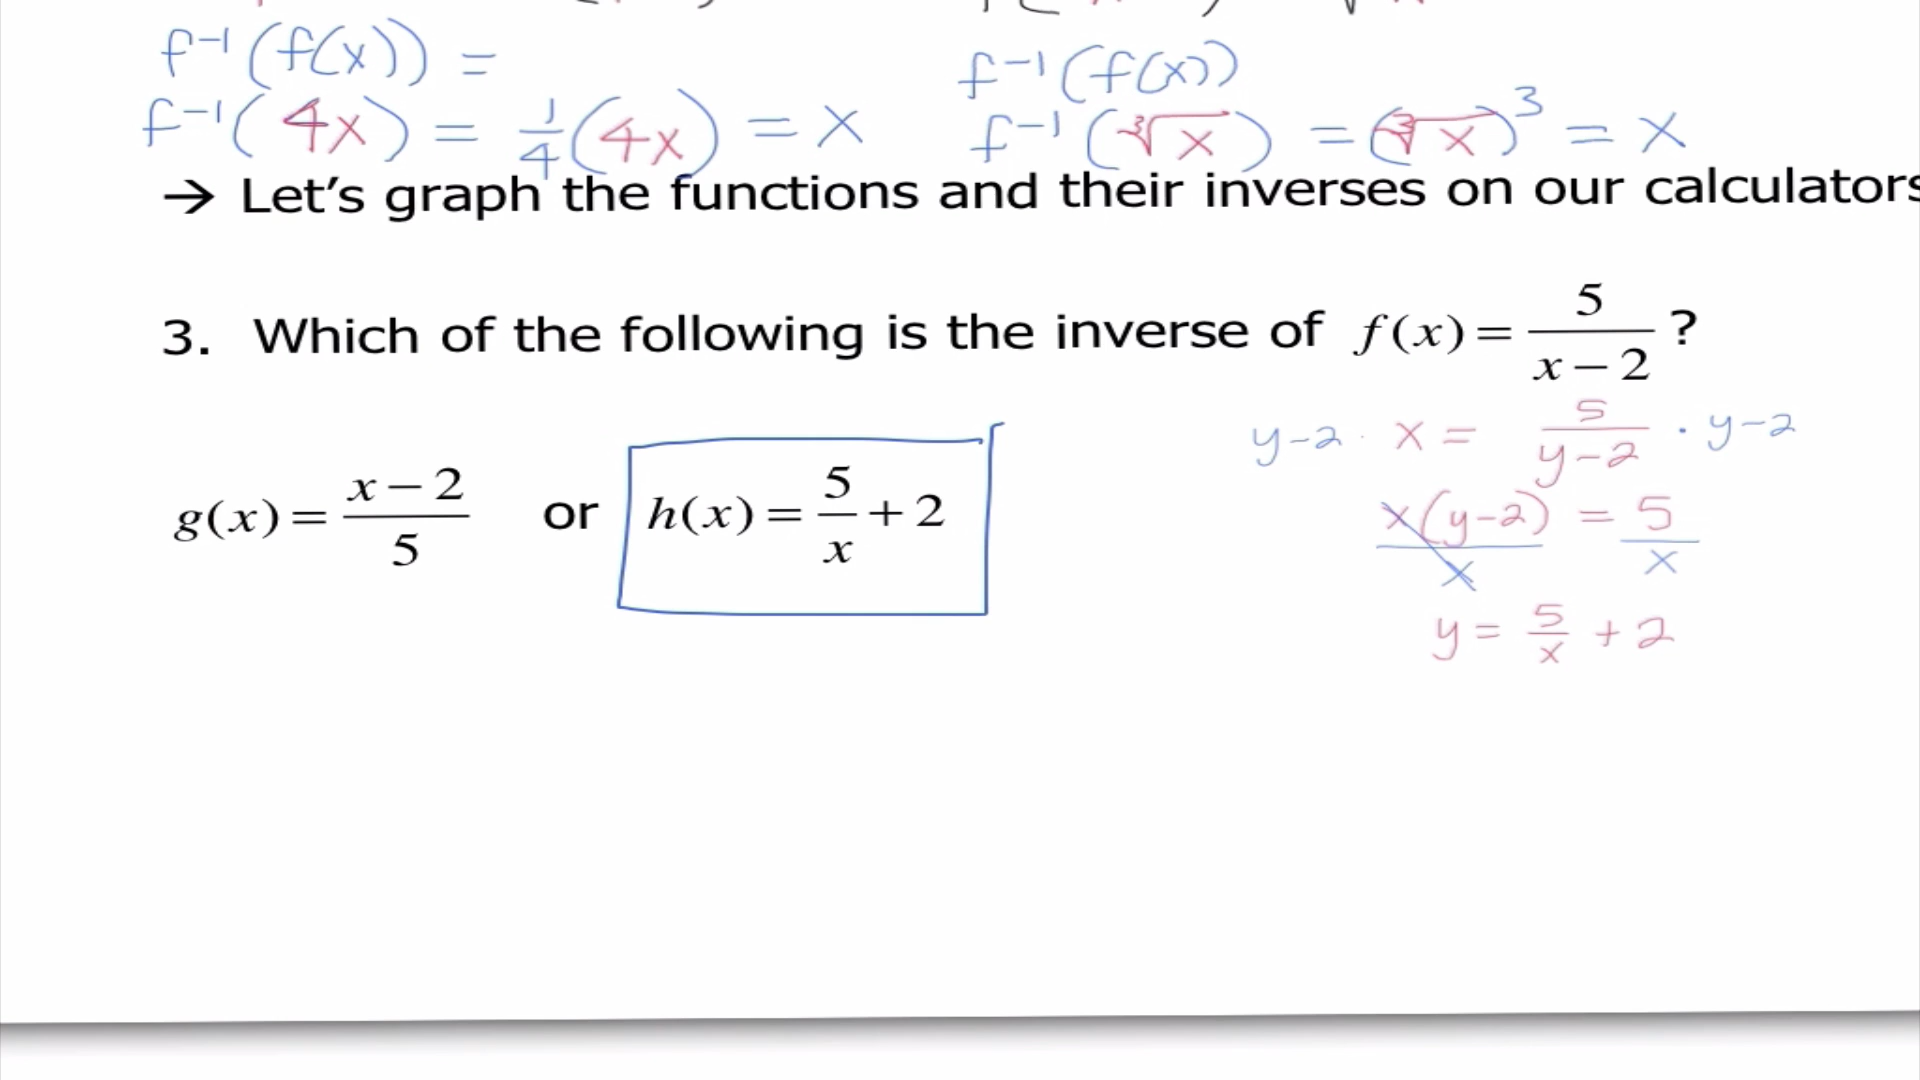 f⁻¹(f(x)) =
f⁻¹(f(x))
f⁻¹(4x) = 1/4(4x) = x
f⁻¹(∛x) = (∛x)³ = x
→ Let's graph the functions and their inverses on our calculators
3. Which of the following is the inverse of f(x) = 5/(x − 2) ?
y-2 · x = 5/(y-2) · y-2
g(x) = (x − 2)/5 or h(x) = 5/x + 2
x(y-2)/x = 5/x
y = 5/x + 2